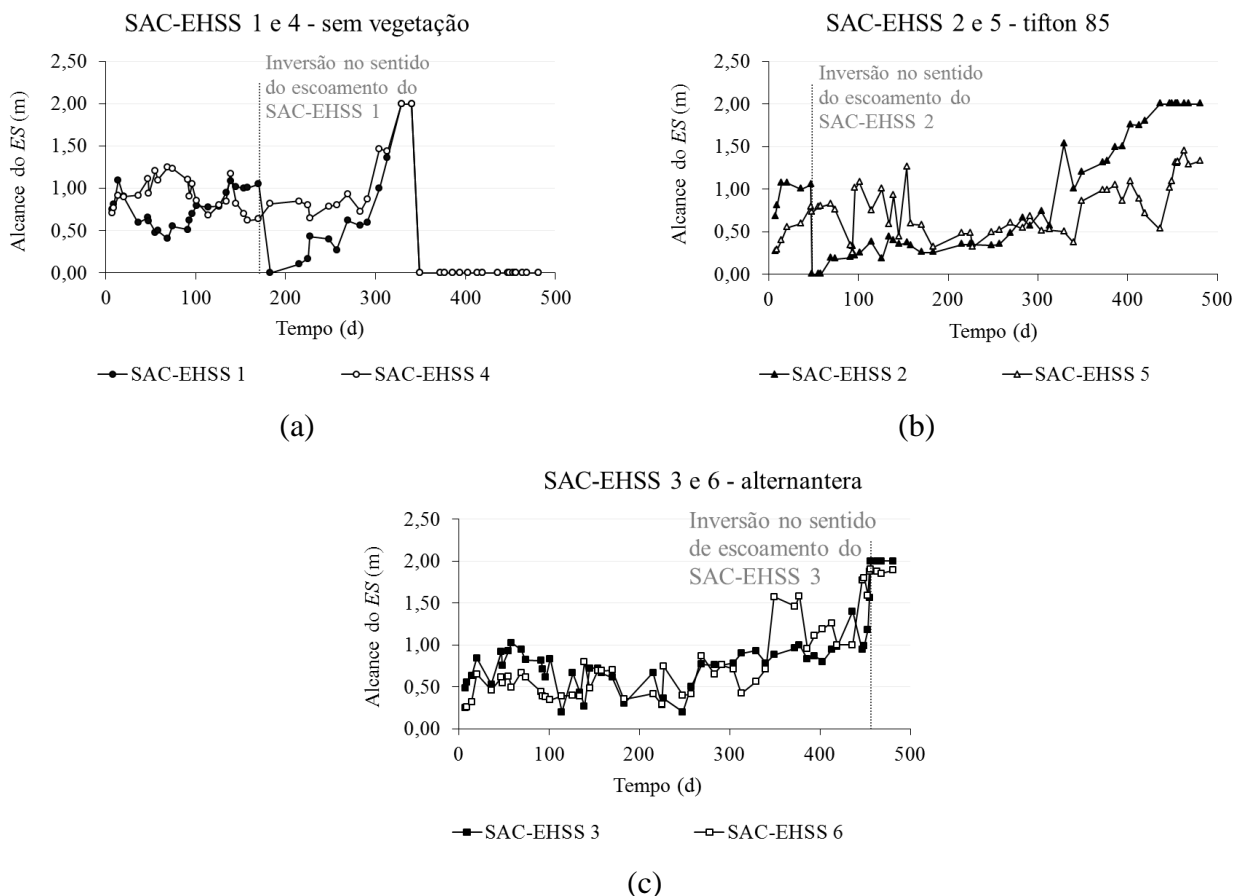 SAC-EHSS 1 e 4 - sem vegetação
Alcance do ES (m)
2,50
2,00
1,50
1,00
0,50
0,00
Inversão no sentido
do escoamento do
SAC-EHSS 1
0 100 200 300 400 500
Tempo (d)
SAC-EHSS 1 SAC-EHSS 4
(a)
SAC-EHSS 2 e 5 - tifton 85
Alcance do ES (m)
2,50
2,00
1,50
1,00
0,50
0,00
Inversão no sentido
do escoamento do
SAC-EHSS 2
0 100 200 300 400 500
Tempo (d)
SAC-EHSS 2 SAC-EHSS 5
(b)
SAC-EHSS 3 e 6 - alternantera
Alcance do ES (m)
2,50
2,00
1,50
1,00
0,50
0,00
Inversão no sentido
de escoamento do
SAC-EHSS 3
0 100 200 300 400 500
Tempo (d)
SAC-EHSS 3 SAC-EHSS 6
(c)